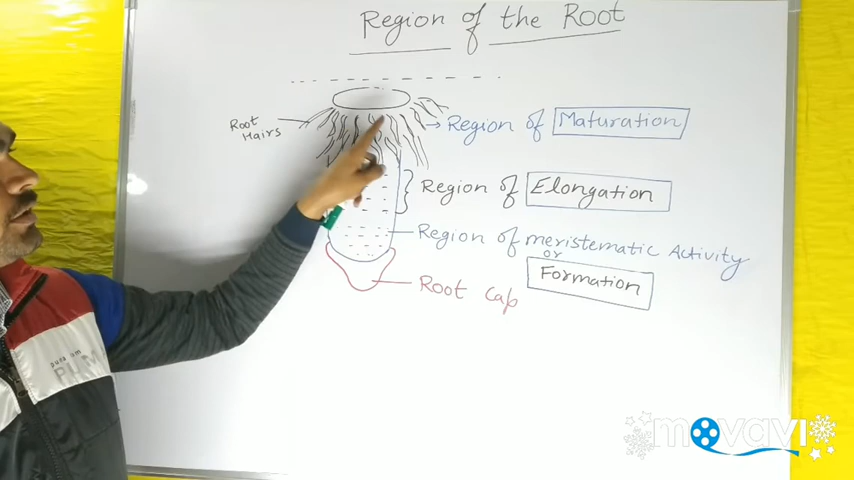 Region of the Root
Root
Hairs
Region of Maturation
Region of Elongation
Region of meristematic Activity
or
Formation
Root Cap
movavi